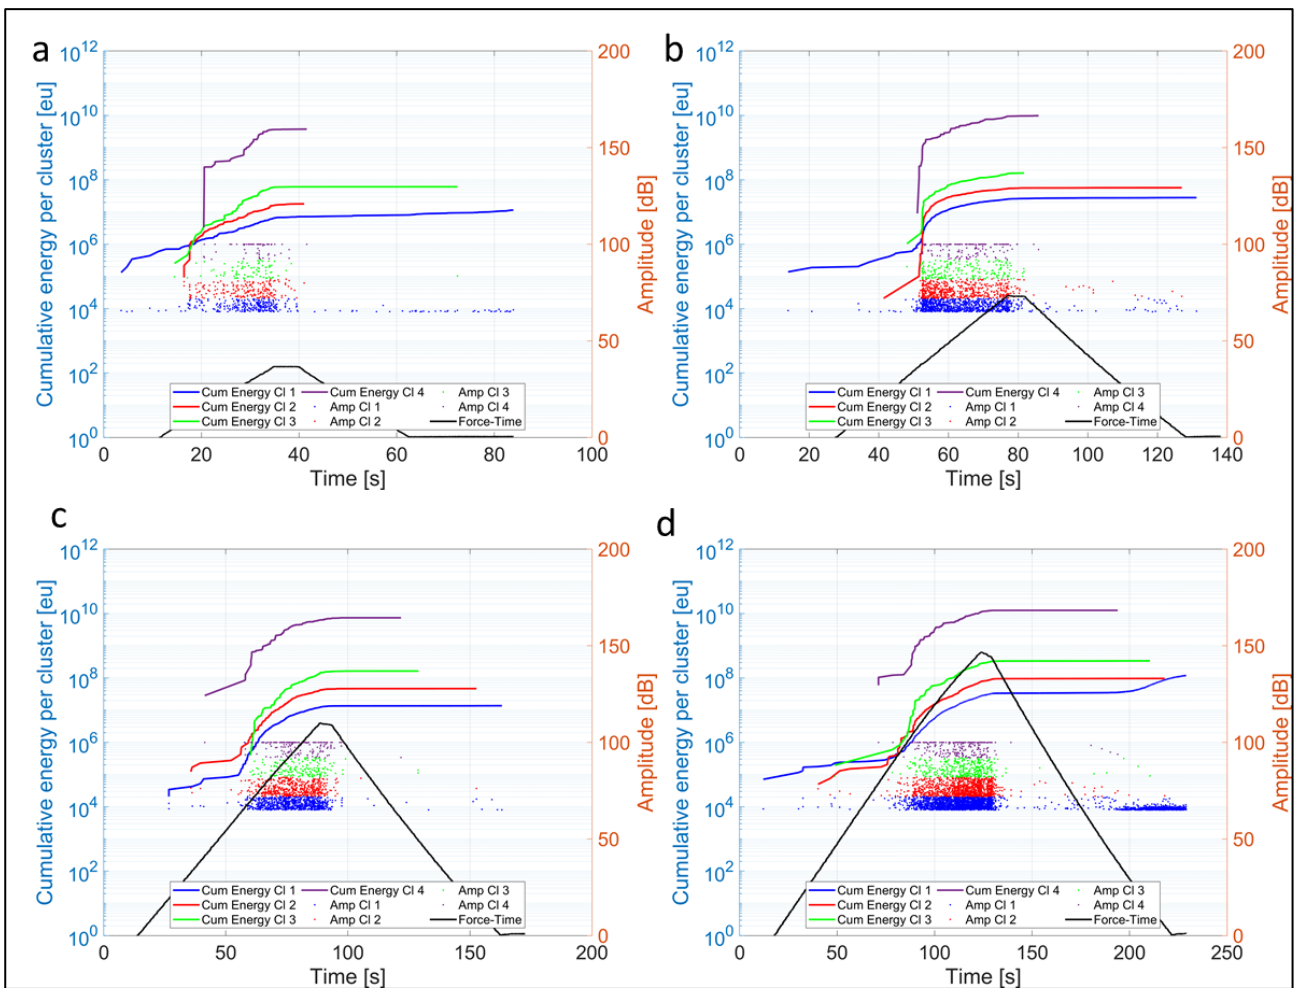 a
10^12
10^10
10^8
10^6
10^4
10^2
10^0
Cumulative energy per cluster [eu]
200
150
100
50
0
Amplitude [dB]
Cum Energy Cl 1
Cum Energy Cl 4
Amp Cl 3
Cum Energy Cl 2
Amp Cl 1
Amp Cl 4
Cum Energy Cl 3
Amp Cl 2
Force-Time
0 20 40 60 80 100
Time [s]
b
10^12
10^10
10^8
10^6
10^4
10^2
10^0
Cumulative energy per cluster [eu]
200
150
100
50
0
Amplitude [dB]
Cum Energy Cl 1
Cum Energy Cl 4
Amp Cl 3
Cum Energy Cl 2
Amp Cl 1
Amp Cl 4
Cum Energy Cl 3
Amp Cl 2
Force-Time
0 20 40 60 80 100 120 140
Time [s]
c
10^12
10^10
10^8
10^6
10^4
10^2
10^0
Cumulative energy per cluster [eu]
200
150
100
50
0
Amplitude [dB]
Cum Energy Cl 1
Cum Energy Cl 4
Amp Cl 3
Cum Energy Cl 2
Amp Cl 1
Amp Cl 4
Cum Energy Cl 3
Amp Cl 2
Force-Time
0 50 100 150 200
Time [s]
d
10^12
10^10
10^8
10^6
10^4
10^2
10^0
Cumulative energy per cluster [eu]
200
150
100
50
0
Amplitude [dB]
Cum Energy Cl 1
Cum Energy Cl 4
Amp Cl 3
Cum Energy Cl 2
Amp Cl 1
Amp Cl 4
Cum Energy Cl 3
Amp Cl 2
Force-Time
0 50 100 150 200 250
Time [s]